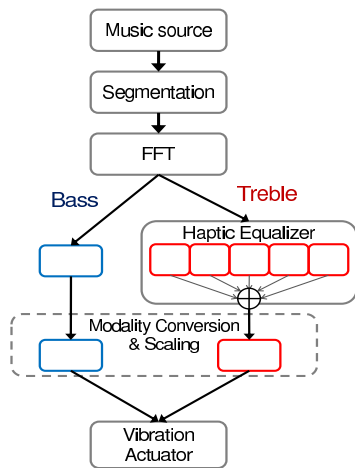 Music source
Segmentation
FFT
Bass
Treble
Haptic Equalizer
Modality Conversion
& Scaling
Vibration
Actuator